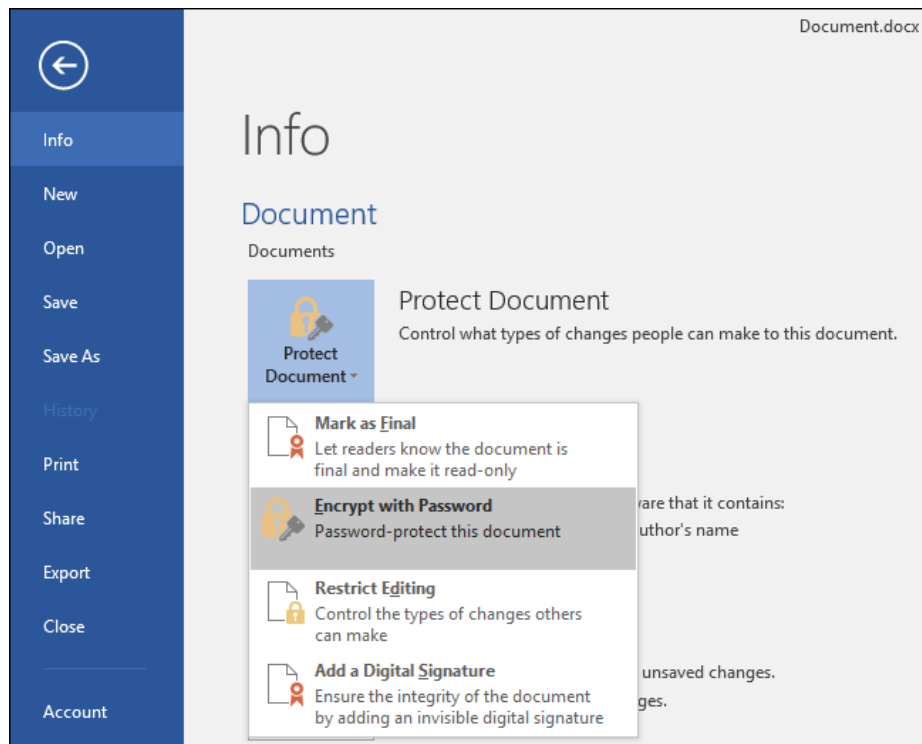 Document.docx
Info
New
Open
Save
Save As
History
Print
Share
Export
Close
Account
Info
Document
Documents
Protect
Document
Protect Document
Control what types of changes people can make to this document.
Mark as Final
Let readers know the document is
final and make it read-only
Encrypt with Password
Password-protect this document
Restrict Editing
Control the types of changes others
can make
Add a Digital Signature
Ensure the integrity of the document
by adding an invisible digital signature
that it contains:
name
unsaved changes.